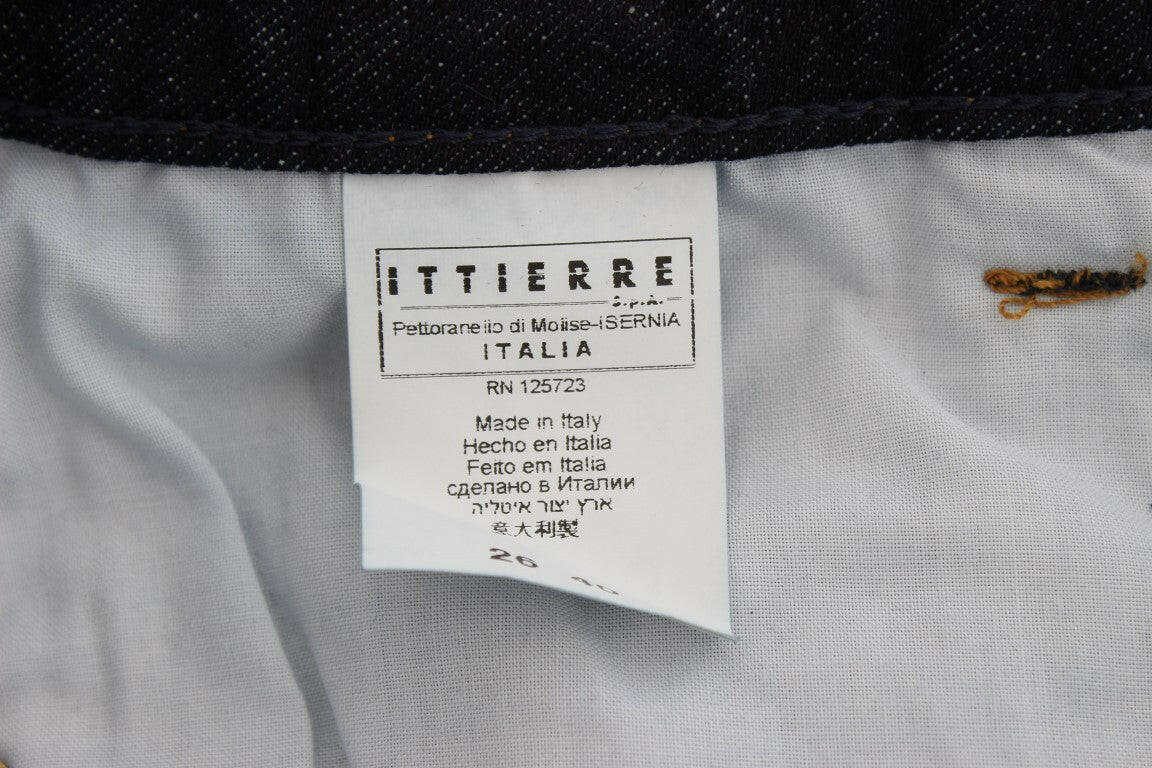 ITTIERRE
S.p.A.
Pettoranello di Molise-ISERNIA
ITALIA
RN 125723
Made in Italy
Hecho en Italia
Feito em Italia
сделано в Италии
ארץ יצור איטליה
意大利製
26